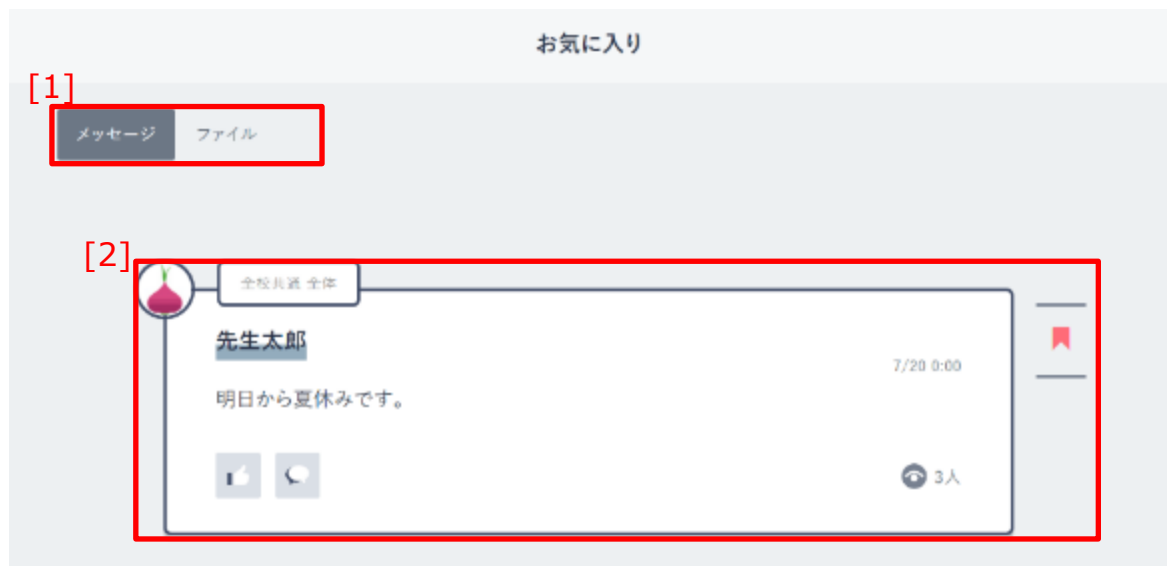 お気に入り
[1]
メッセージ ファイル
[2]
全校共通 全体
先生太郎
7/20 0:00
明日から夏休みです。
3人